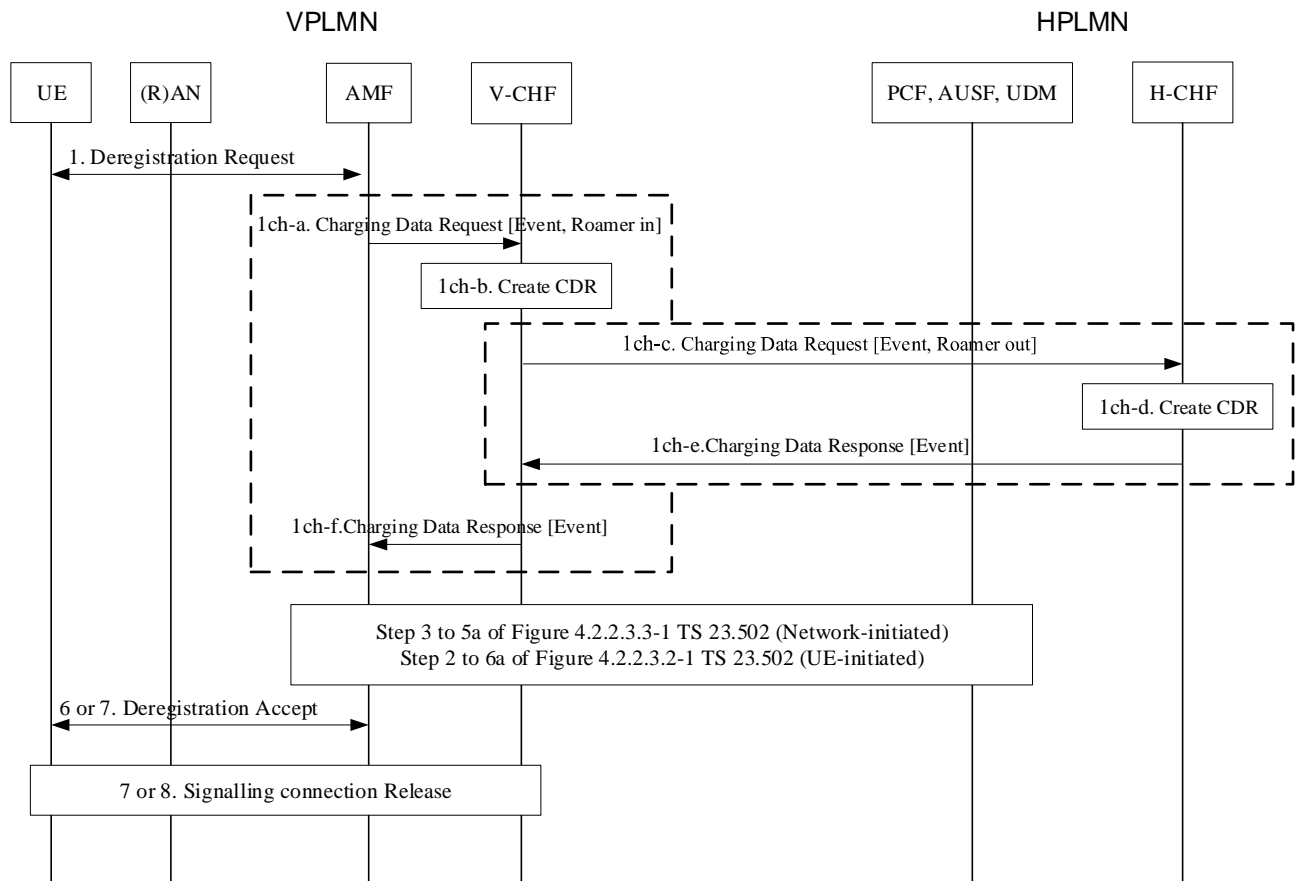 VPLMN
HPLMN
UE
(R)AN
AMF
V-CHF
PCF, AUSF, UDM
H-CHF
1. Deregistration Request
1ch-a. Charging Data Request [Event, Roamer in]
1ch-b. Create CDR
1ch-c. Charging Data Request [Event, Roamer out]
1ch-d. Create CDR
1ch-e.Charging Data Response [Event]
1ch-f.Charging Data Response [Event]
Step 3 to 5a of Figure 4.2.2.3.3-1 TS 23.502 (Network-initiated)
Step 2 to 6a of Figure 4.2.2.3.2-1 TS 23.502 (UE-initiated)
6 or 7. Deregistration Accept
7 or 8. Signalling connection Release